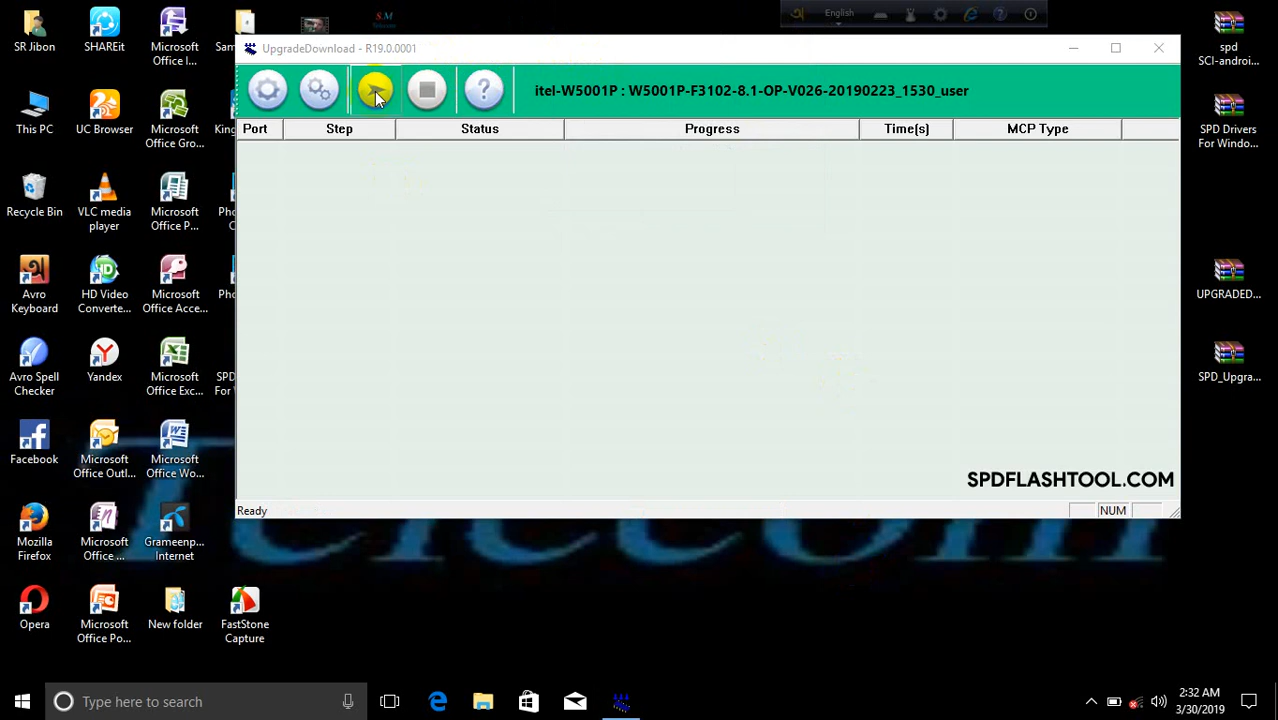 SR Jibon
SHAREit
Microsoft
Office I...
Sam
S.M
English
UpgradeDownload - R19.0.0001
spd
SCI-androi...
itel-W5001P : W5001P-F3102-8.1-OP-V026-20190223_1530_user
This PC
UC Browser
Microsoft
Office Gro...
King
Port
Step
Status
Progress
Time(s)
MCP Type
SPD Drivers
For Windo...
Recycle Bin
VLC media
player
Microsoft
Office P...
Pho
C
Avro
Keyboard
HD Video
Converte...
Microsoft
Office Acce...
Pho
UPGRADED...
Avro Spell
Checker
Yandex
Microsoft
Office Exc...
SPD
For W
SPD_Upgra...
Facebook
Microsoft
Office Outl...
Microsoft
Office Wo...
SPDFLASHTOOL.COM
Ready
NUM
Telecom
Mozilla
Firefox
Microsoft
Office ...
Grameenp...
Internet
Opera
Microsoft
Office Po...
New folder
FastStone
Capture
Type here to search
2:32 AM
3/30/2019